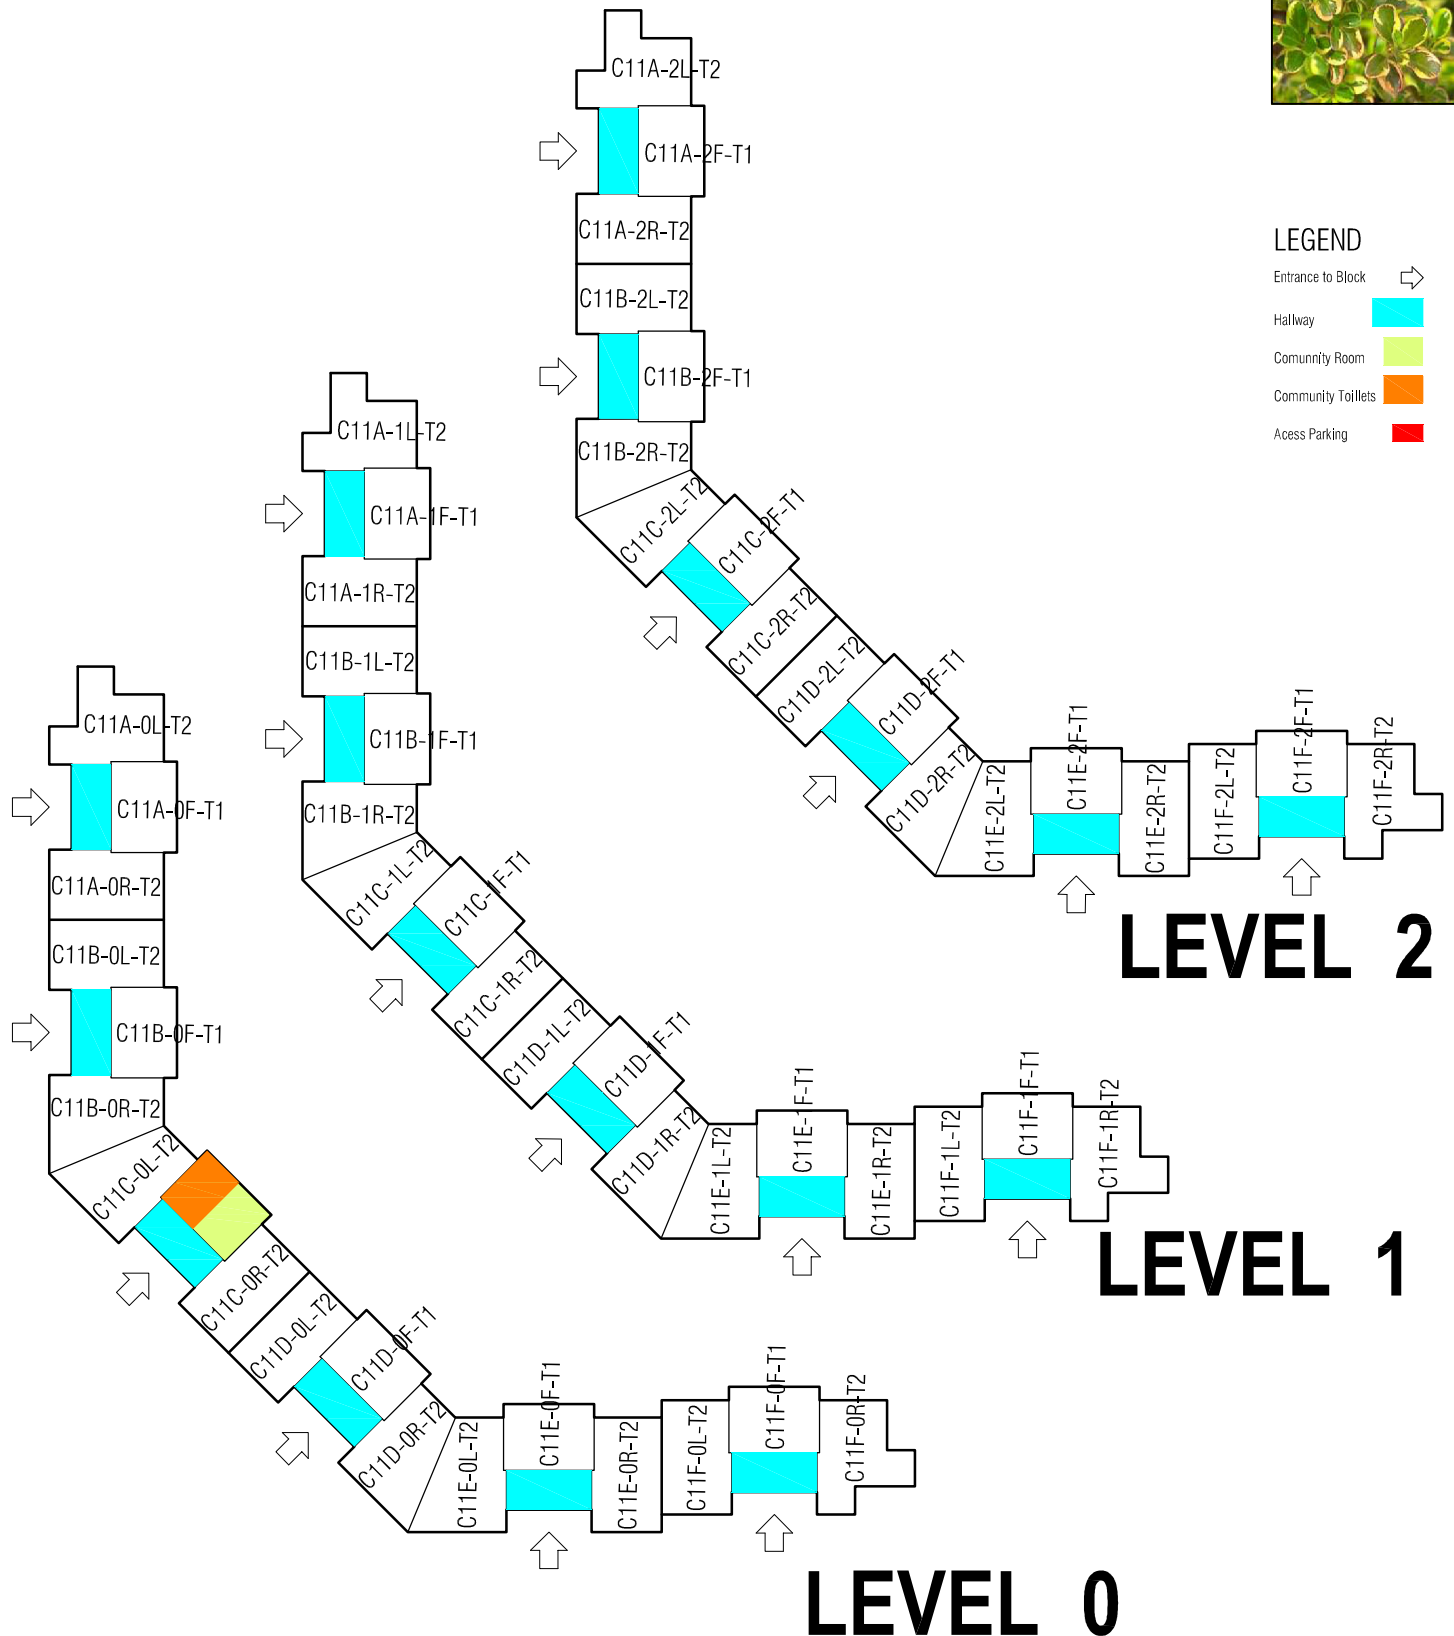 C11A-2L-T2
C11A-2F-T1
C11A-2R-T2
C11B-2L-T2
C11B-2F-T1
C11B-2R-T2
C11C-2L-T2
C11C-2F-T1
C11C-2R-T2
C11D-2L-T2
C11D-2F-T1
C11D-2R-T2
C11E-2L-T2
C11E-2F-T1
C11E-2R-T2
C11F-2L-T2
C11F-2F-T1
C11F-2R-T2
LEVEL 2
LEGEND
Entrance to Block
Hallway
Comunnity Room
Community Toillets
Acess Parking
C11A-1L-T2
C11A-1F-T1
C11A-1R-T2
C11B-1L-T2
C11B-1F-T1
C11B-1R-T2
C11C-1L-T2
C11C-1F-T1
C11C-1R-T2
C11D-1L-T2
C11D-1F-T1
C11D-1R-T2
C11E-1L-T2
C11E-1F-T1
C11E-1R-T2
C11F-1L-T2
C11F-1F-T1
C11F-1R-T2
LEVEL 1
C11A-0L-T2
C11A-0F-T1
C11A-0R-T2
C11B-0L-T2
C11B-0F-T1
C11B-0R-T2
C11C-0L-T2
C11C-0R-T2
C11D-0L-T2
C11D-0F-T1
C11D-0R-T2
C11E-0L-T2
C11E-0F-T1
C11E-0R-T2
C11F-0L-T2
C11F-0F-T1
C11F-0R-T2
LEVEL 0